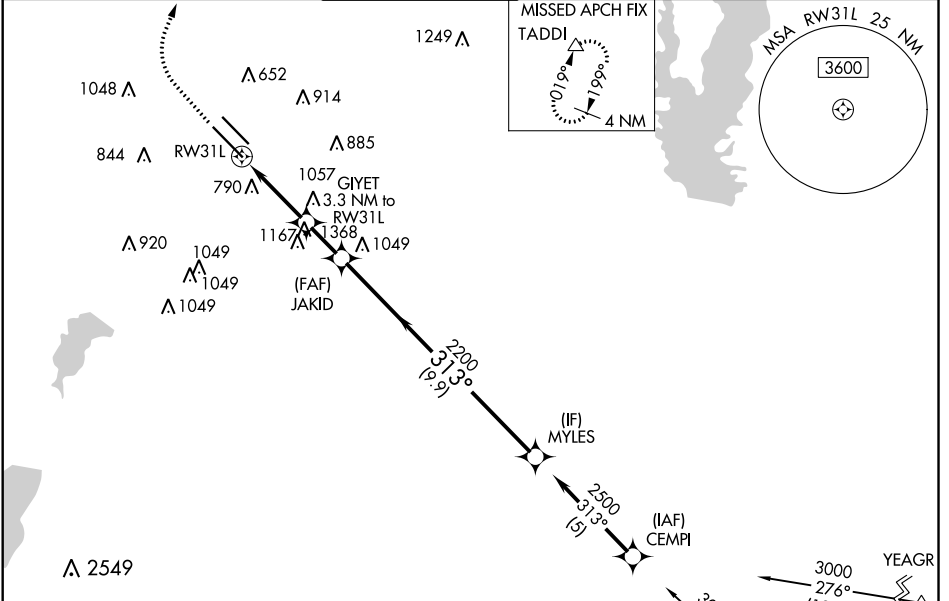 MISSED APCH FIX
TADDI
019°
199°
4 NM
MSA RW31L 25 NM
3600
1249
652
1048
914
885
844
RW31L
790
1057
GIYET
3.3 NM to
RW31L
1167
1368
1049
920
1049
1049
1049
(FAF)
JAKID
2200
313°
(9.9)
(IF)
MYLES
2500
313°
(5)
(IAF)
CEMPI
2549
YEAGR
3000
276°